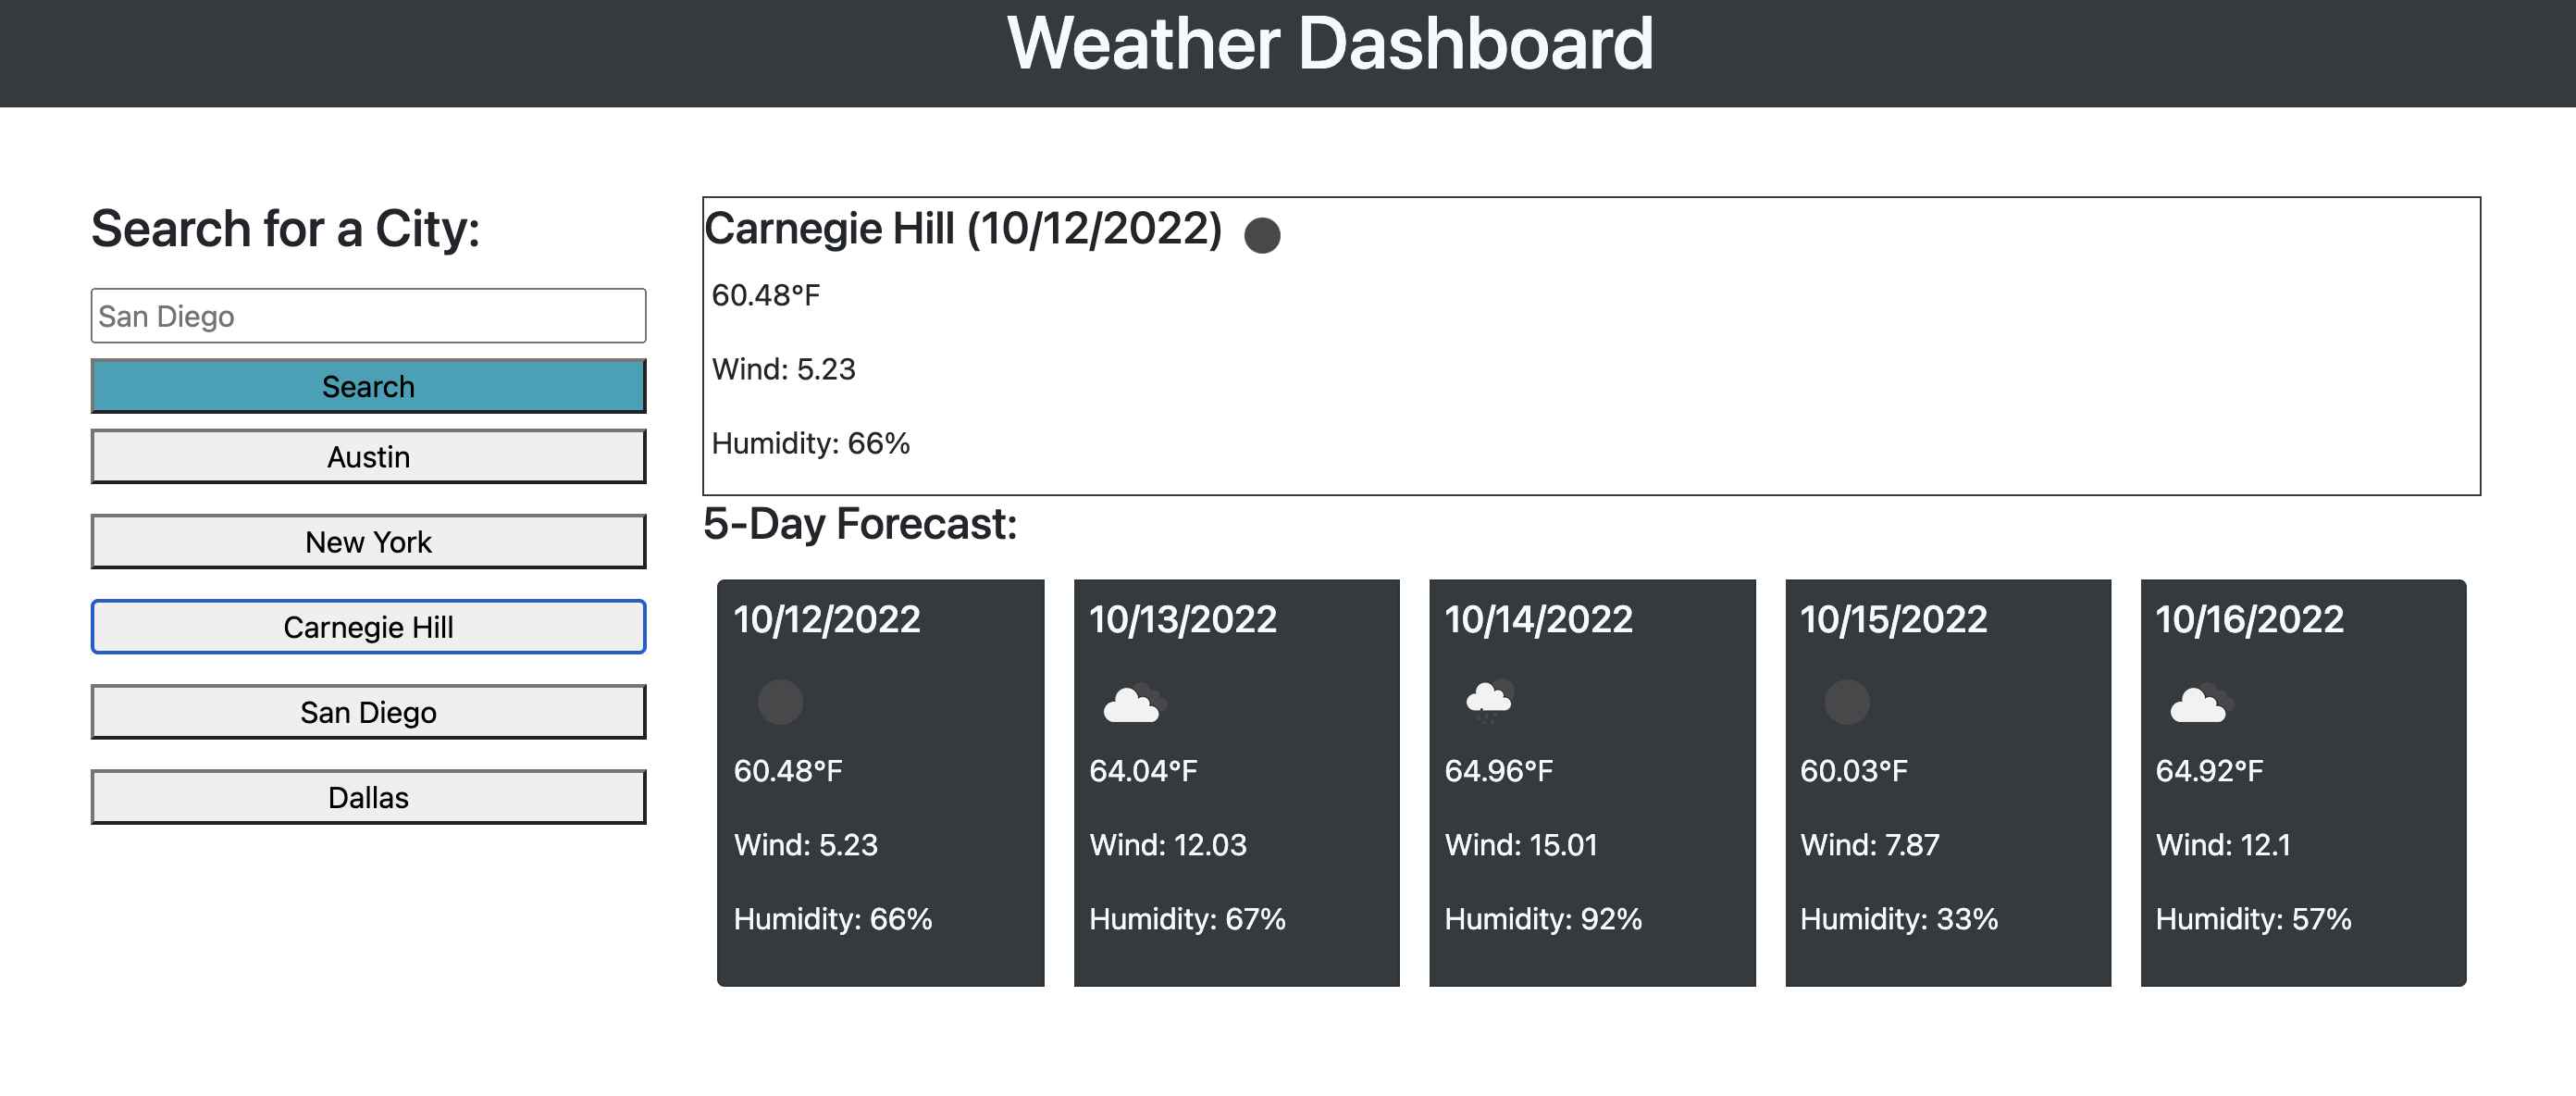 Weather Dashboard
Search for a City:
San Diego
Search
Austin
New York
Carnegie Hill
San Diego
Dallas
Carnegie Hill (10/12/2022)
60.48°F
Wind: 5.23
Humidity: 66%
5-Day Forecast:
10/12/2022
60.48°F
Wind: 5.23
Humidity: 66%
10/13/2022
64.04°F
Wind: 12.03
Humidity: 67%
10/14/2022
64.96°F
Wind: 15.01
Humidity: 92%
10/15/2022
60.03°F
Wind: 7.87
Humidity: 33%
10/16/2022
64.92°F
Wind: 12.1
Humidity: 57%